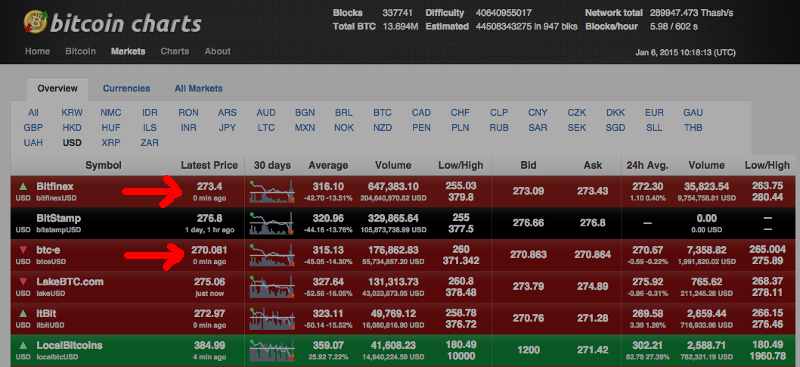 bitcoin charts
Blocks 337741 Difficulty 40640955017 Network total 289947.473 Thash/s
Total BTC 13.694M Estimated 44508343275 in 947 blks Blocks/hour 5.98 / 602 s
Home Bitcoin Markets Charts About
Jan 6, 2015 10:18:13 (UTC)
Overview Currencies All Markets
All KRW NMC IDR RON ARS AUD BGN BRL BTC CAD CHF CLP CNY CZK DKK EUR GAU
GBP HKD HUF ILS INR JPY LTC MXN NOK NZD PEN PLN RUB SAR SEK SGD SLL THB
UAH USD XRP ZAR
Symbol Latest Price 30 days Average Volume Low/High Bid Ask 24h Avg. Volume Low/High
Bitfinex 273.4 316.10 647,383.10 255.03 273.09 273.43 272.30 35,823.54 263.75
USD bitfinexUSD 0 min ago -42.70 -13.51% 204,640,970.82 USD 379.8 1.10 0.40% 9,754,758.81 USD 280.44
BitStamp 276.8 320.96 329,865.64 255 276.66 276.8 — 0.00 —
USD bitstampUSD 1 day, 1 hr ago -44.16 -13.76% 105,873,738.99 USD 377.5 — 0.00 USD —
btc-e 270.081 315.13 176,862.83 260 270.863 270.864 270.67 7,358.82 265.004
USD btceUSD 0 min ago -45.05 -14.30% 55,734,857.20 USD 371.342 -0.59 -0.22% 1,991,820.02 USD 275.89
LakeBTC.com 275.06 327.64 131,313.73 260.8 273.79 274.89 275.92 765.62 268.37
USD lakeUSD just now -52.58 -16.05% 43,023,873.05 USD 378.48 -0.86 -0.31% 211,245.28 USD 278.11
itBit 272.97 323.11 49,769.12 258.78 270.76 271.28 269.58 2,659.44 266.15
USD itbitUSD 0 min ago -50.14 -15.52% 376.72 3.39 1.26% 716,933.98 USD 276.46
LocalBitcoins 384.99 359.07 41,608.23 180.49 1200 271.42 302.21 2,588.71 180.49
USD localbtcUSD 4 min ago 25.92 7.22% 14,940,224.59 USD 10000 82.78 27.39% 782,331.19 USD 1960.78